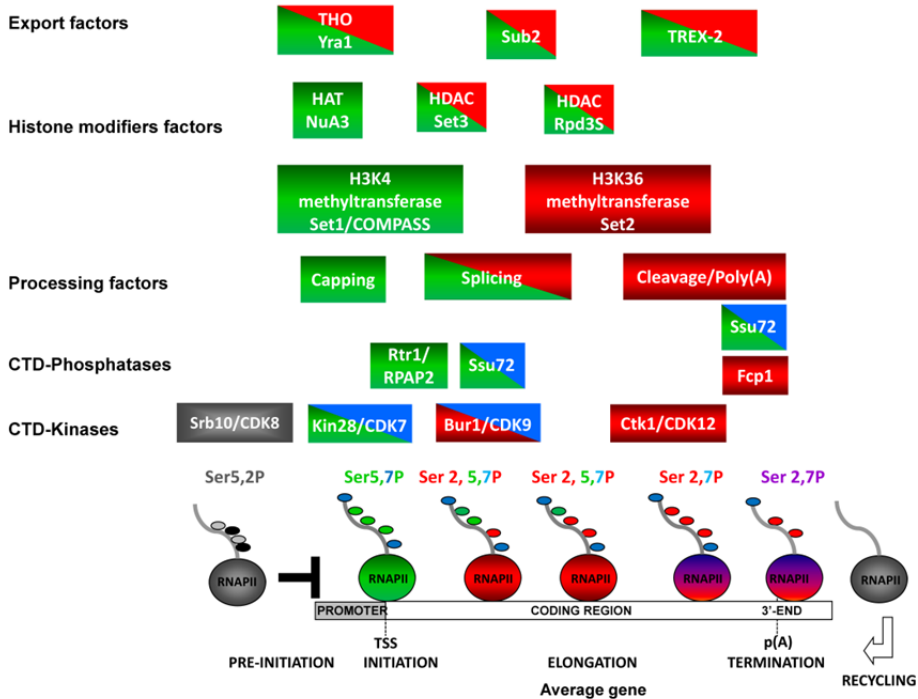 Export factors
THO
Yra1
Sub2
TREX-2
Histone modifiers factors
HAT
NuA3
HDAC
Set3
HDAC
Rpd3S
H3K4
methyltransferase
Set1/COMPASS
H3K36
methyltransferase
Set2
Processing factors
Capping
Splicing
Cleavage/Poly(A)
CTD-Phosphatases
Rtr1/
RPAP2
Ssu72
Ssu72
Fcp1
CTD-Kinases
Srb10/CDK8
Kin28/CDK7
Bur1/CDK9
Ctk1/CDK12
Ser5,2P
Ser5,7P
Ser 2, 5,7P
Ser 2, 5,7P
Ser 2,7P
Ser 2,7P
RNAPII
RNAPII
RNAPII
RNAPII
RNAPII
RNAPII
RNAPII
PROMOTER
CODING REGION
3'-END
TSS
p(A)
PRE-INITIATION
INITIATION
ELONGATION
TERMINATION
RECYCLING
Average gene